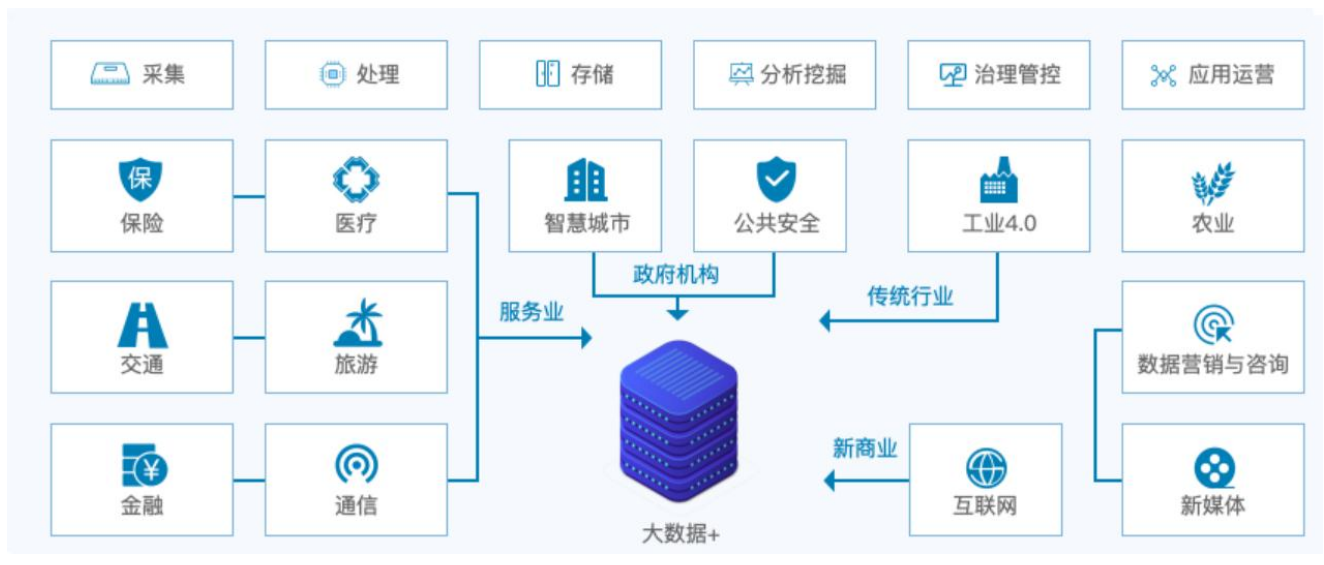 采集
处理
存储
分析挖掘
治理管控
应用运营
保
保险
医疗
智慧城市
公共安全
工业4.0
农业
政府机构
传统行业
服务业
交通
旅游
数据营销与咨询
新商业
¥
金融
通信
互联网
新媒体
大数据+